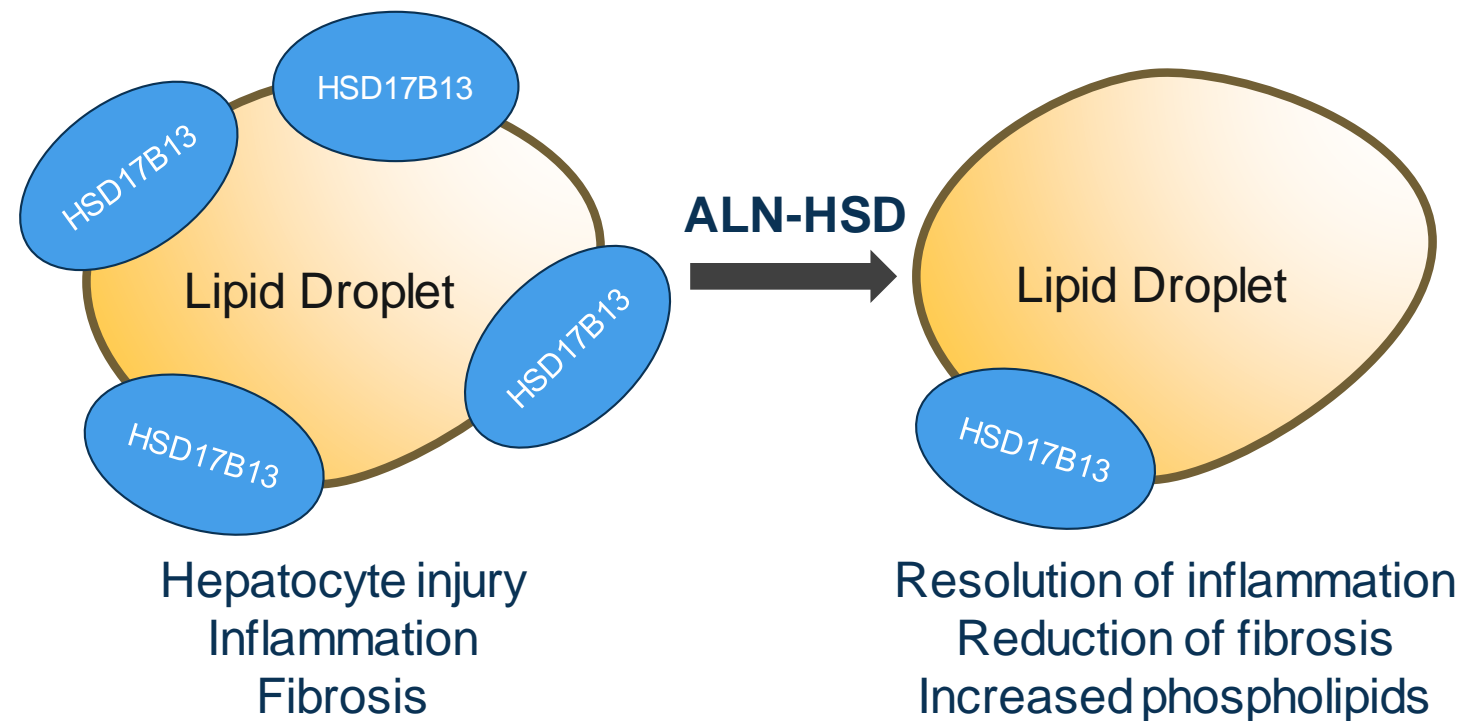 HSD17B13
HSD17B13
Lipid Droplet
HSD17B13
HSD17B13
Hepatocyte injury
Inflammation
Fibrosis
ALN-HSD
Lipid Droplet
HSD17B13
Resolution of inflammation
Reduction of fibrosis
Increased phospholipids